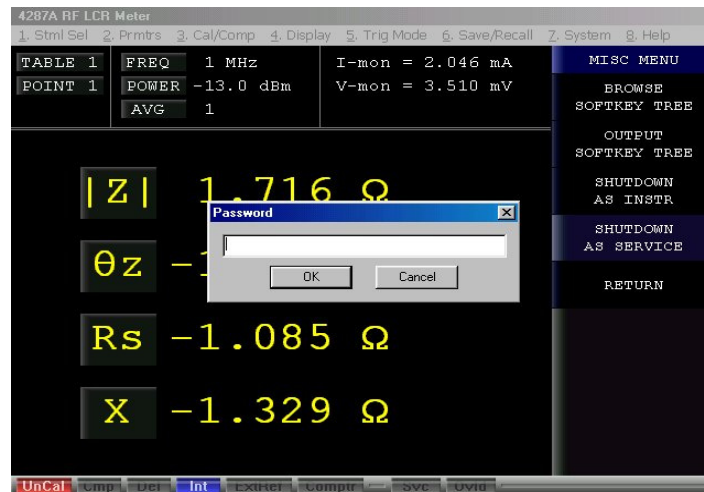 4287A RF LCR Meter
1. Stml Sel 2. Prmtrs 3. Cal/Comp 4. Display 5. Trig Mode 6. Save/Recall 7. System 8. Help
TABLE 1 FREQ 1 MHz I-mon = 2.046 mA
POINT 1 POWER -13.0 dBm V-mon = 3.510 mV
AVG 1
MISC MENU
BROWSE
SOFTKEY TREE
OUTPUT
SOFTKEY TREE
SHUTDOWN
AS INSTR
SHUTDOWN
AS SERVICE
RETURN
|Z| 1.716 Ω
Password
OK Cancel
θz
Rs -1.085 Ω
X -1.329 Ω
UnCal Cmp Del Int ExtRef Comptr Svc Ovld